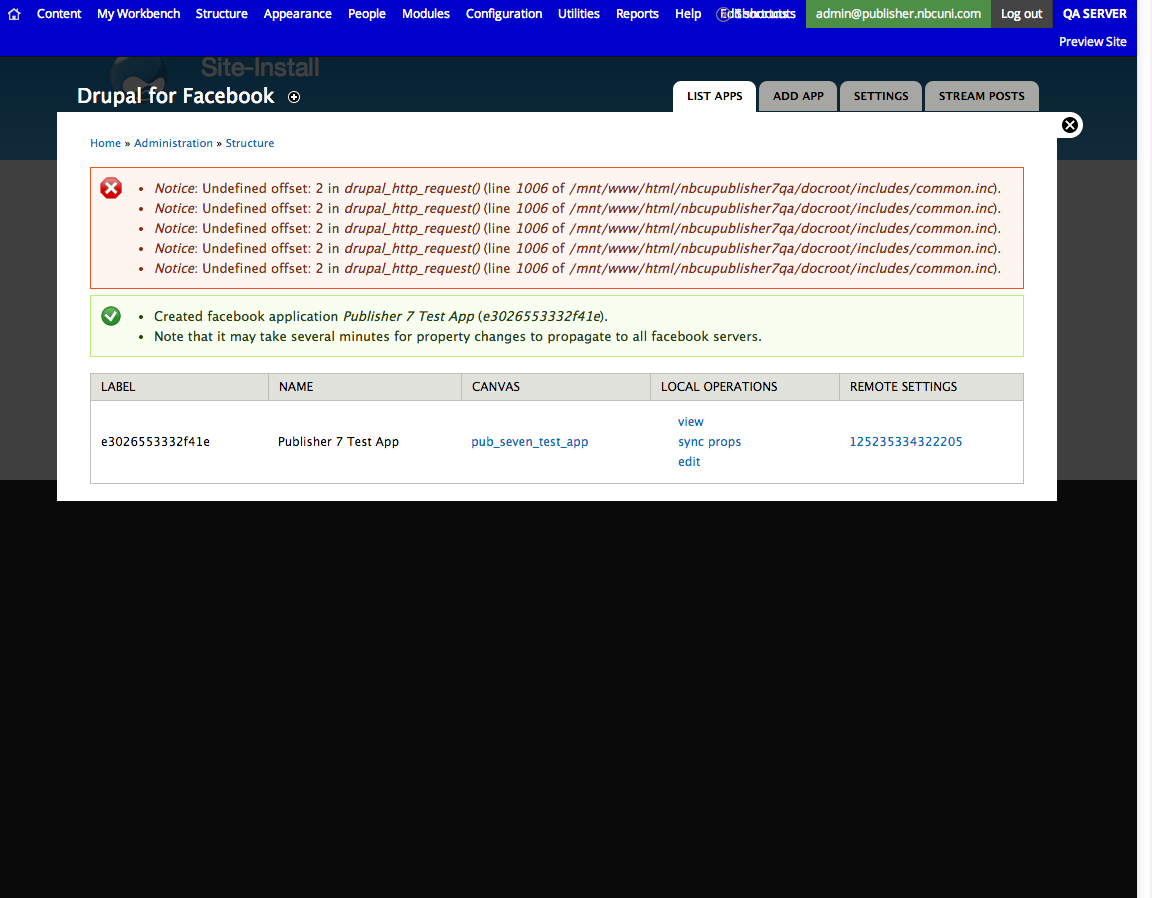 Content My Workbench Structure Appearance People Modules Configuration Utilities Reports Help Edit shortcuts admin@publisher.nbcuni.com Log out QA SERVER
Preview Site
Site-Install
Drupal for Facebook
LIST APPS ADD APP SETTINGS STREAM POSTS
Home » Administration » Structure
• Notice: Undefined offset: 2 in drupal_http_request() (line 1006 of /mnt/www/html/nbcupublisher7qa/docroot/includes/common.inc).
• Notice: Undefined offset: 2 in drupal_http_request() (line 1006 of /mnt/www/html/nbcupublisher7qa/docroot/includes/common.inc).
• Notice: Undefined offset: 2 in drupal_http_request() (line 1006 of /mnt/www/html/nbcupublisher7qa/docroot/includes/common.inc).
• Notice: Undefined offset: 2 in drupal_http_request() (line 1006 of /mnt/www/html/nbcupublisher7qa/docroot/includes/common.inc).
• Notice: Undefined offset: 2 in drupal_http_request() (line 1006 of /mnt/www/html/nbcupublisher7qa/docroot/includes/common.inc).
• Created facebook application Publisher 7 Test App (e3026553332f41e).
• Note that it may take several minutes for property changes to propagate to all facebook servers.
LABEL NAME CANVAS LOCAL OPERATIONS REMOTE SETTINGS
view
e3026553332f41e Publisher 7 Test App pub_seven_test_app sync props 125235334322205
edit